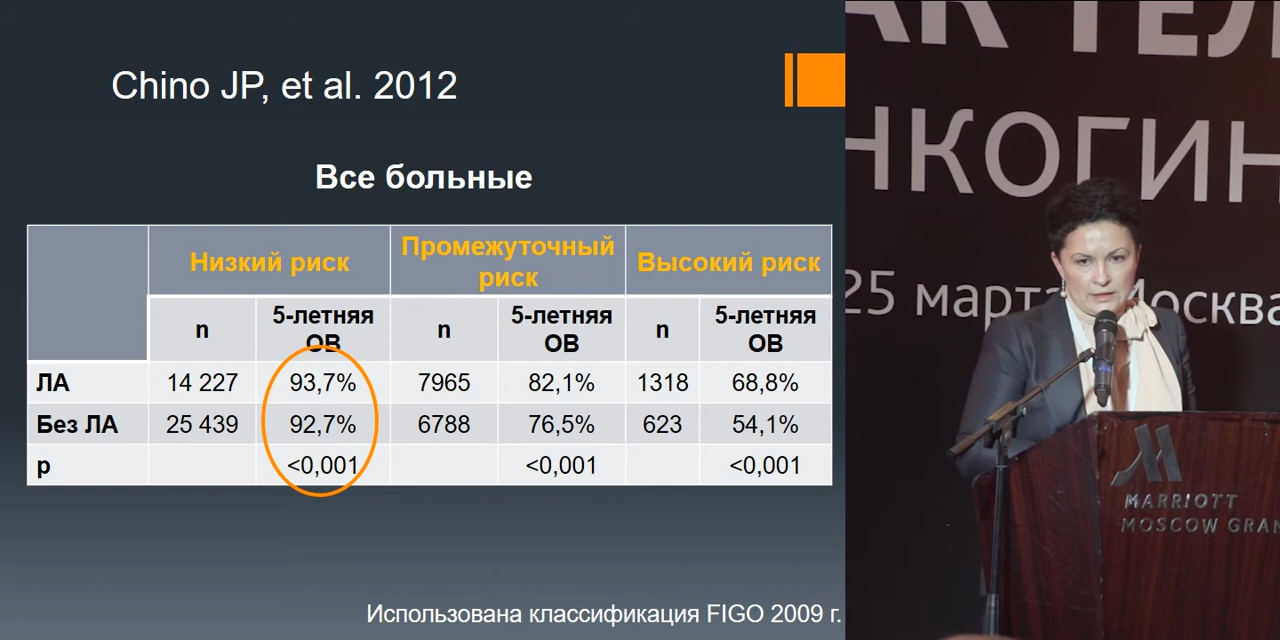 Chino JP, et al. 2012
Все больные
Низкий риск Промежуточный риск Высокий риск
n 5-летняя ОВ n 5-летняя ОВ n 5-летняя ОВ
ЛА 14 227 93,7% 7965 82,1% 1318 68,8%
Без ЛА 25 439 92,7% 6788 76,5% 623 54,1%
p <0,001 <0,001 <0,001
Использована классификация FIGO 2009 г.
АК ТЕЛ
НКОГИН
25 марта, Москва
MARRIOTT
MOSCOW GRAN